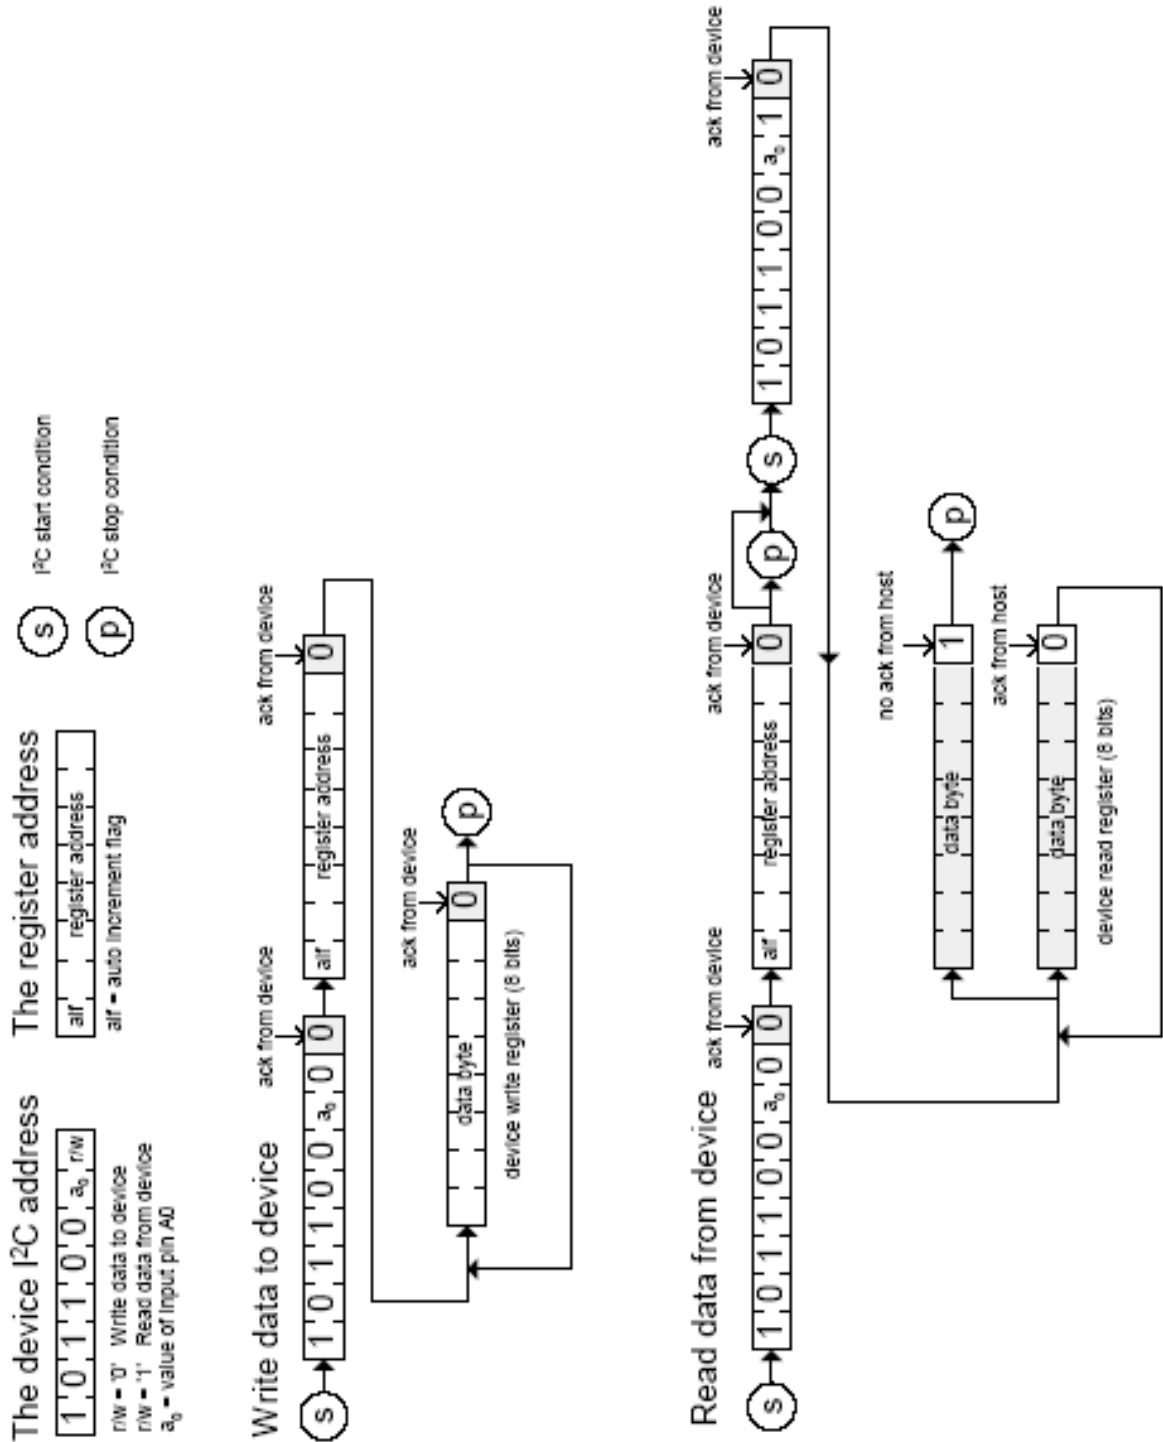 The device I²C address
1 0 1 1 1 0 0 a₀ r/w
r/w = '0' Write data to device
r/w = '1' Read data from device
a₀ = value of input pin A0
The register address
aif register address
aif = auto increment flag
s I²C start condition
p I²C stop condition
Write data to device
ack from device
ack from device
s 1 0 1 1 1 0 0 a₀ 0 0 aif register address 0
ack from device
data byte 0 p
device write register (8 bits)
Read data from device
ack from device
ack from device
ack from device
s 1 0 1 1 1 0 0 a₀ 0 0 aif register address 0 p s 1 0 1 1 1 0 0 a₀ 1 0
no ack from host
data byte 1 p
ack from host
data byte 0
device read register (8 bits)